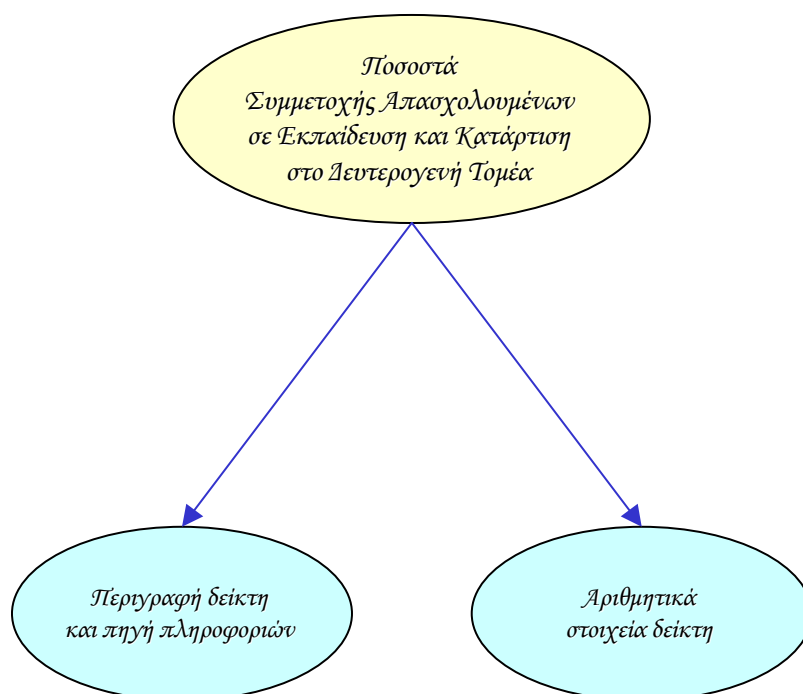 Ποσοστά
Συμμετοχής Απασχολουμένων
σε Εκπαίδευση και Κατάρτιση
στο Δευτερογενή Τομέα
Περιγραφή δείκτη
και πηγή πληροφοριών
Αριθμητικά
στοιχεία δείκτη